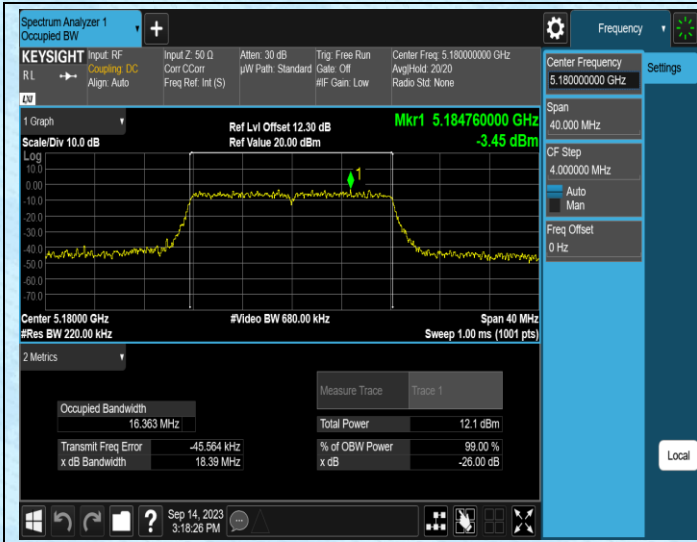 Spectrum Analyzer 1
Occupied BW
+
Frequency
KEYSIGHT
RL
LXI
Input: RF
Coupling: DC
Align: Auto
Input Z: 50 Ω
Corr CCorr
Freq Ref: Int (S)
Atten: 30 dB
µW Path: Standard
Trig: Free Run
Gate: Off
#IF Gain: Low
Center Freq: 5.180000000 GHz
Avg|Hold: 20/20
Radio Std: None
Center Frequency
5.180000000 GHz
Settings
Span
40.000 MHz
CF Step
4.000000 MHz
Auto
Man
Freq Offset
0 Hz
Local
1 Graph
Scale/Div 10.0 dB
Ref Lvl Offset 12.30 dB
Ref Value 20.00 dBm
Mkr1 5.184760000 GHz
-3.45 dBm
Log
10.0
0.00
-10.0
-20.0
-30.0
-40.0
-50.0
-60.0
-70.0
1
Center 5.18000 GHz
#Video BW 680.00 kHz
Span 40 MHz
#Res BW 220.00 kHz
Sweep 1.00 ms (1001 pts)
2 Metrics
Measure Trace
Trace 1
Occupied Bandwidth
16.363 MHz
Total Power
12.1 dBm
Transmit Freq Error
-45.564 kHz
% of OBW Power
99.00 %
x dB Bandwidth
18.39 MHz
x dB
-26.00 dB
?
Sep 14, 2023
3:18:26 PM